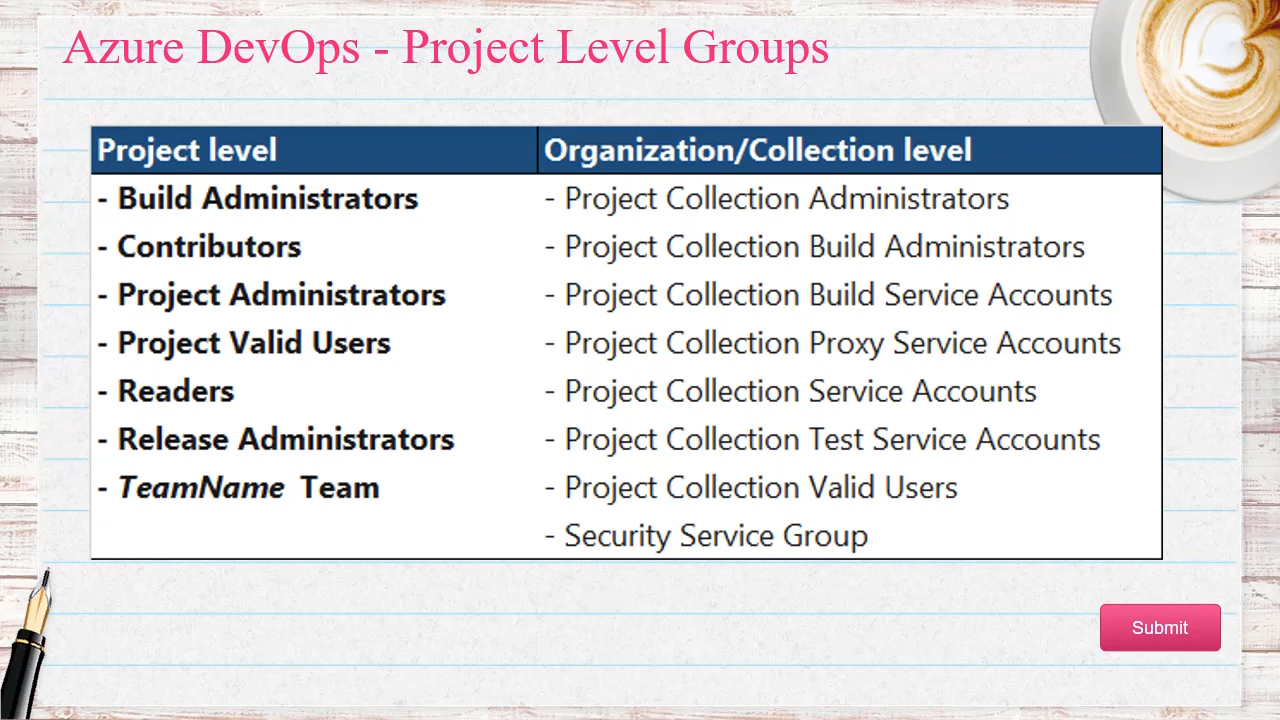 Azure DevOps - Project Level Groups
Project level
Organization/Collection level
- Build Administrators
- Project Collection Administrators
- Contributors
- Project Collection Build Administrators
- Project Administrators
- Project Collection Build Service Accounts
- Project Valid Users
- Project Collection Proxy Service Accounts
- Readers
- Project Collection Service Accounts
- Release Administrators
- Project Collection Test Service Accounts
- TeamName Team
- Project Collection Valid Users
- Security Service Group
Submit